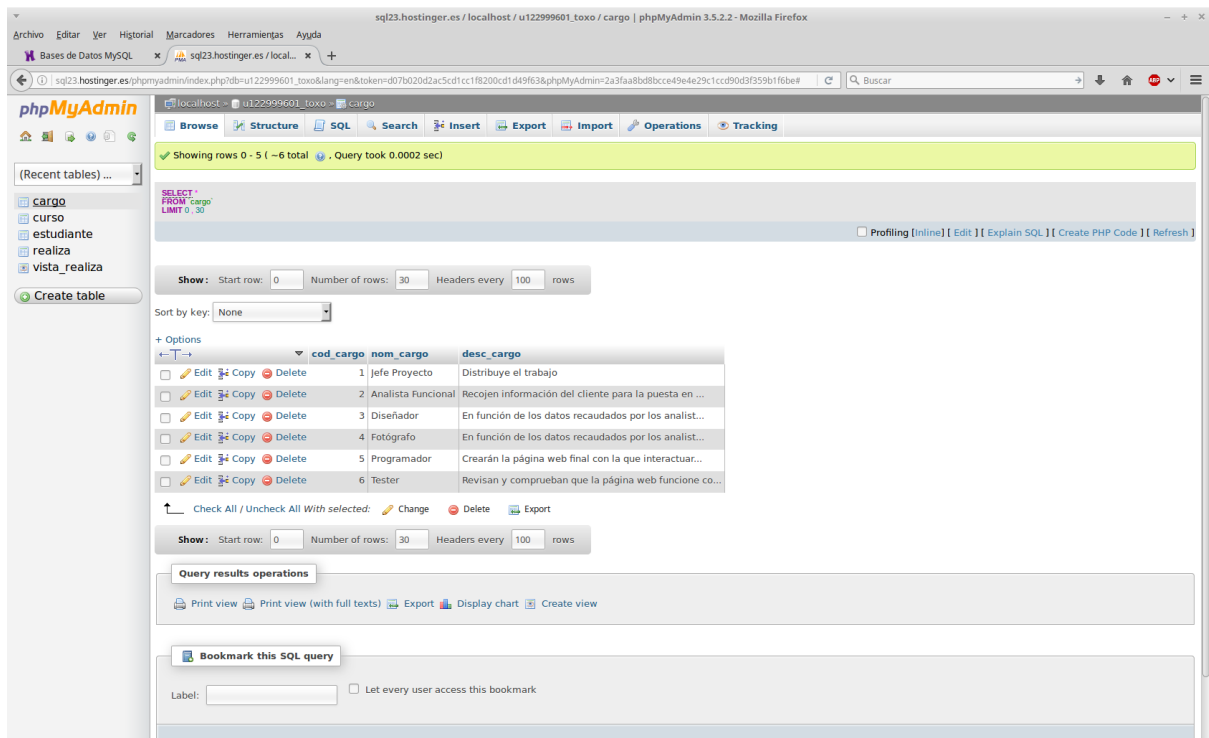 sql23.hostinger.es / localhost / u122999601_toxo / cargo | phpMyAdmin 3.5.2.2 - Mozilla Firefox
Archivo Editar Ver Historial Marcadores Herramientas Ayuda
Bases de Datos MySQL × sql23.hostinger.es / local... × +
sql23.hostinger.es/phpmyadmin/index.php?db=u122999601_toxo&lang=en&token=d07b020d2ac5cd1cc1f8200cd1d49f63&phpMyAdmin=2a3faa8bd8bcce49e4e29c1ccd90d3f359b1f6be# Buscar
phpMyAdmin
(Recent tables) ...
cargo
curso
estudiante
realiza
vista_realiza
Create table
localhost » u122999601_toxo » cargo
Browse Structure SQL Search Insert Export Import Operations Tracking
Showing rows 0 - 5 ( ~6 total , Query took 0.0002 sec)
SELECT *
FROM `cargo`
LIMIT 0 , 30
Profiling [Inline] [ Edit ] [ Explain SQL ] [ Create PHP Code ] [ Refresh ]
Show : Start row: 0 Number of rows: 30 Headers every 100 rows
Sort by key: None
+ Options
←T→ cod_cargo nom_cargo desc_cargo
Edit Copy Delete 1 Jefe Proyecto Distribuye el trabajo
Edit Copy Delete 2 Analista Funcional Recojen información del cliente para la puesta en ...
Edit Copy Delete 3 Diseñador En función de los datos recaudados por los analist...
Edit Copy Delete 4 Fotógrafo En función de los datos recaudados por los analist...
Edit Copy Delete 5 Programador Crearán la página web final con la que interactuar...
Edit Copy Delete 6 Tester Revisan y comprueban que la página web funcione co...
Check All / Uncheck All With selected: Change Delete Export
Show : Start row: 0 Number of rows: 30 Headers every 100 rows
Query results operations
Print view Print view (with full texts) Export Display chart Create view
Bookmark this SQL query
Label: Let every user access this bookmark